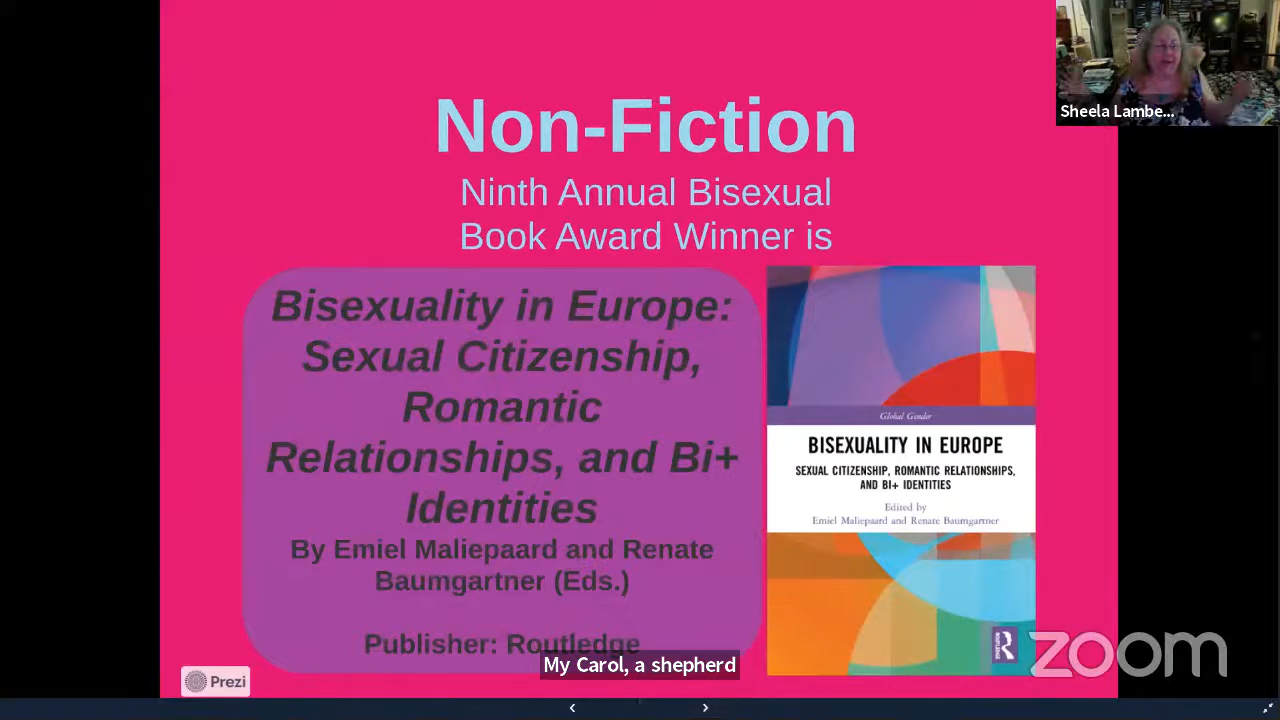 Non-Fiction
Ninth Annual Bisexual
Book Award Winner is
Bisexuality in Europe:
Sexual Citizenship,
Romantic
Relationships, and Bi+
Identities
By Emiel Maliepaard and Renate
Baumgartner (Eds.)
Publisher: Routledge
Global Gender
BISEXUALITY IN EUROPE
SEXUAL CITIZENSHIP, ROMANTIC RELATIONSHIPS,
AND BI+ IDENTITIES
Edited by
Emiel Maliepaard and Renate Baumgartner
ROUTLEDGE
Sheela Lambe...
My Carol, a shepherd
Prezi
zoom